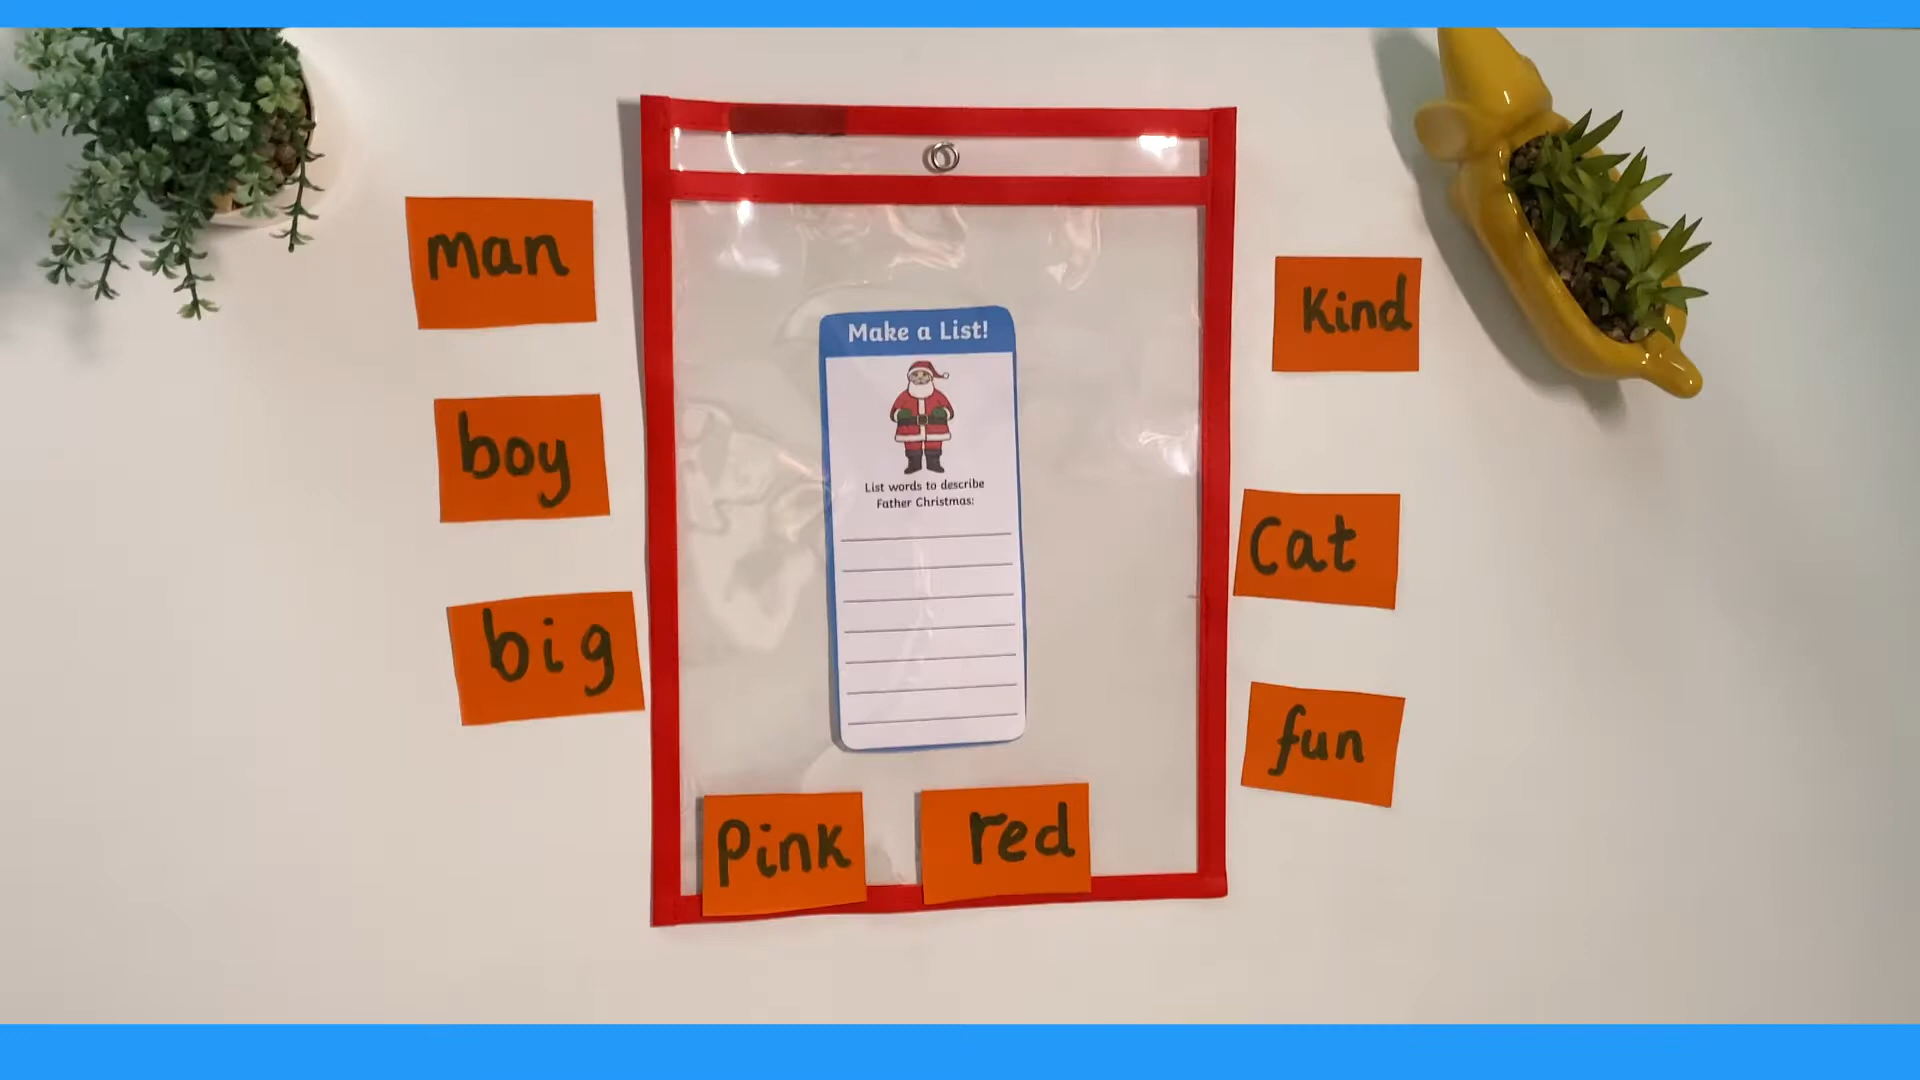 man
boy
big
Make a List!
List words to describe
Father Christmas:
Pink
red
Kind
Cat
fun